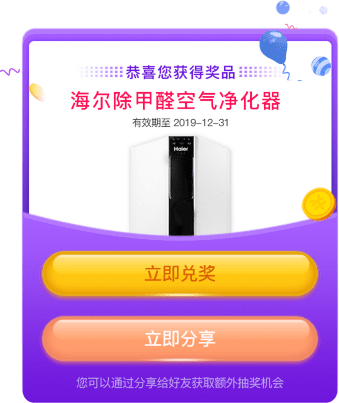 恭喜您获得奖品
海尔除甲醛空气净化器
有效期至 2019-12-31
Haier
立即兑奖
立即分享
您可以通过分享给好友获取额外抽奖机会